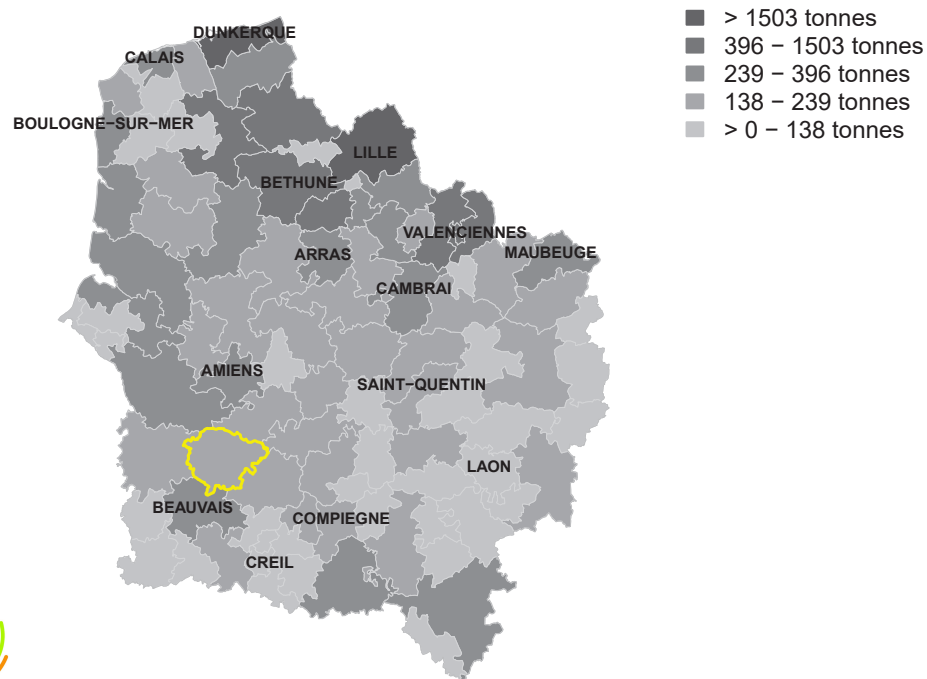 > 1503 tonnes
396 − 1503 tonnes
239 − 396 tonnes
138 − 239 tonnes
> 0 − 138 tonnes
DUNKERQUE
CALAIS
BOULOGNE−SUR−MER
LILLE
BETHUNE
VALENCIENNES
MAUBEUGE
ARRAS
CAMBRAI
AMIENS
SAINT−QUENTIN
LAON
BEAUVAIS
COMPIEGNE
CREIL